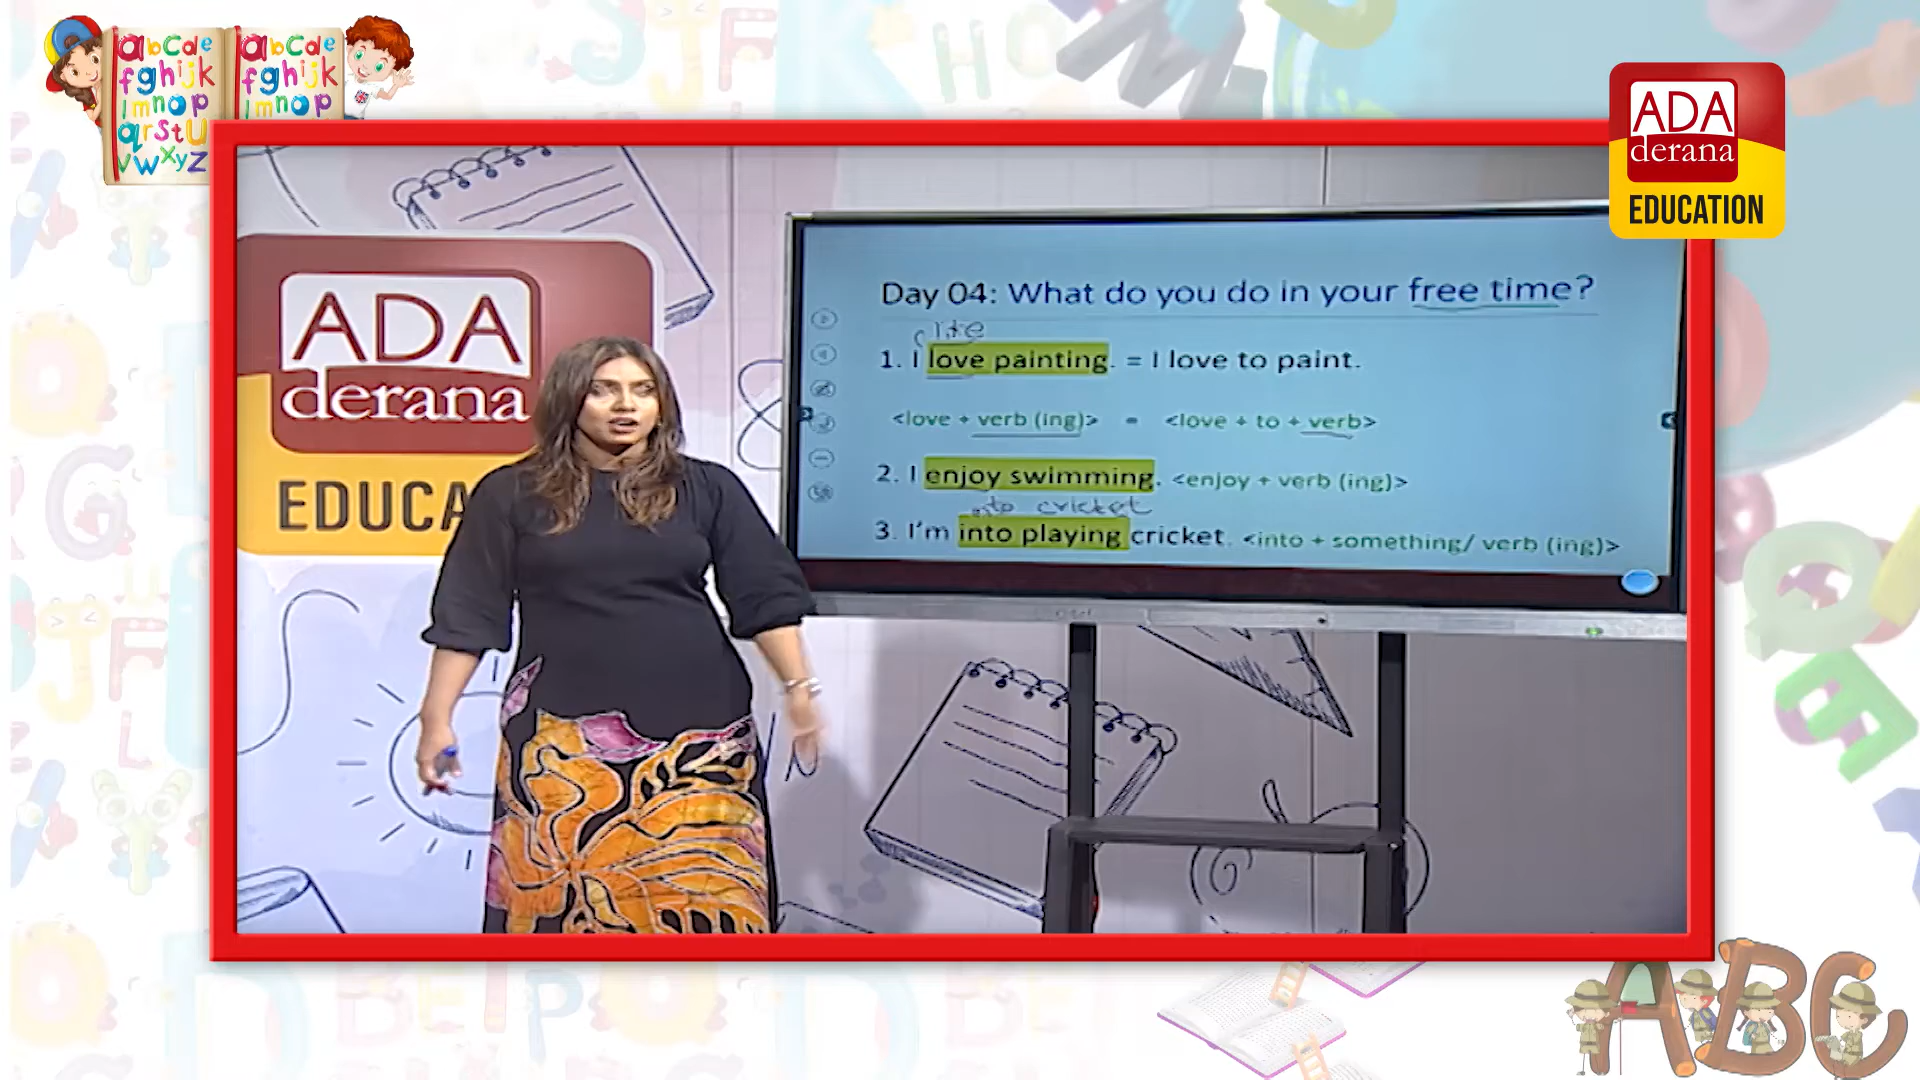 abcde
fghijk
lmnop
qrstu
vwxyz
abcde
fghijk
lmnop
ADA
derana
EDUCATION
ADA
derana
EDUCA
Day 04: What do you do in your free time?
like
1. I love painting. = I love to paint.
<love + verb (ing)> = <love + to + verb>
2. I enjoy swimming. <enjoy + verb (ing)>
into cricket
3. I'm into playing cricket. <into + something/ verb (ing)>
ABC